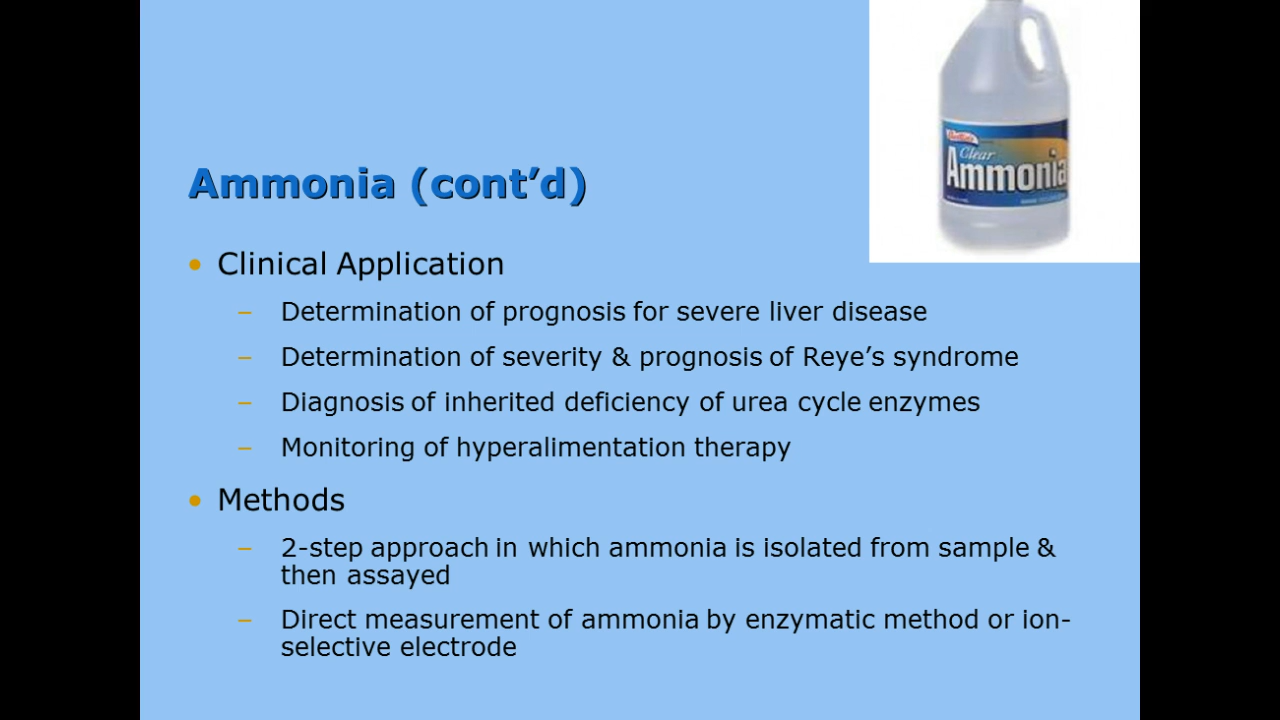 Clear
Ammonia
Ammonia (cont’d)
• Clinical Application
– Determination of prognosis for severe liver disease
– Determination of severity & prognosis of Reye’s syndrome
– Diagnosis of inherited deficiency of urea cycle enzymes
– Monitoring of hyperalimentation therapy
• Methods
– 2-step approach in which ammonia is isolated from sample &
then assayed
– Direct measurement of ammonia by enzymatic method or ion-
selective electrode